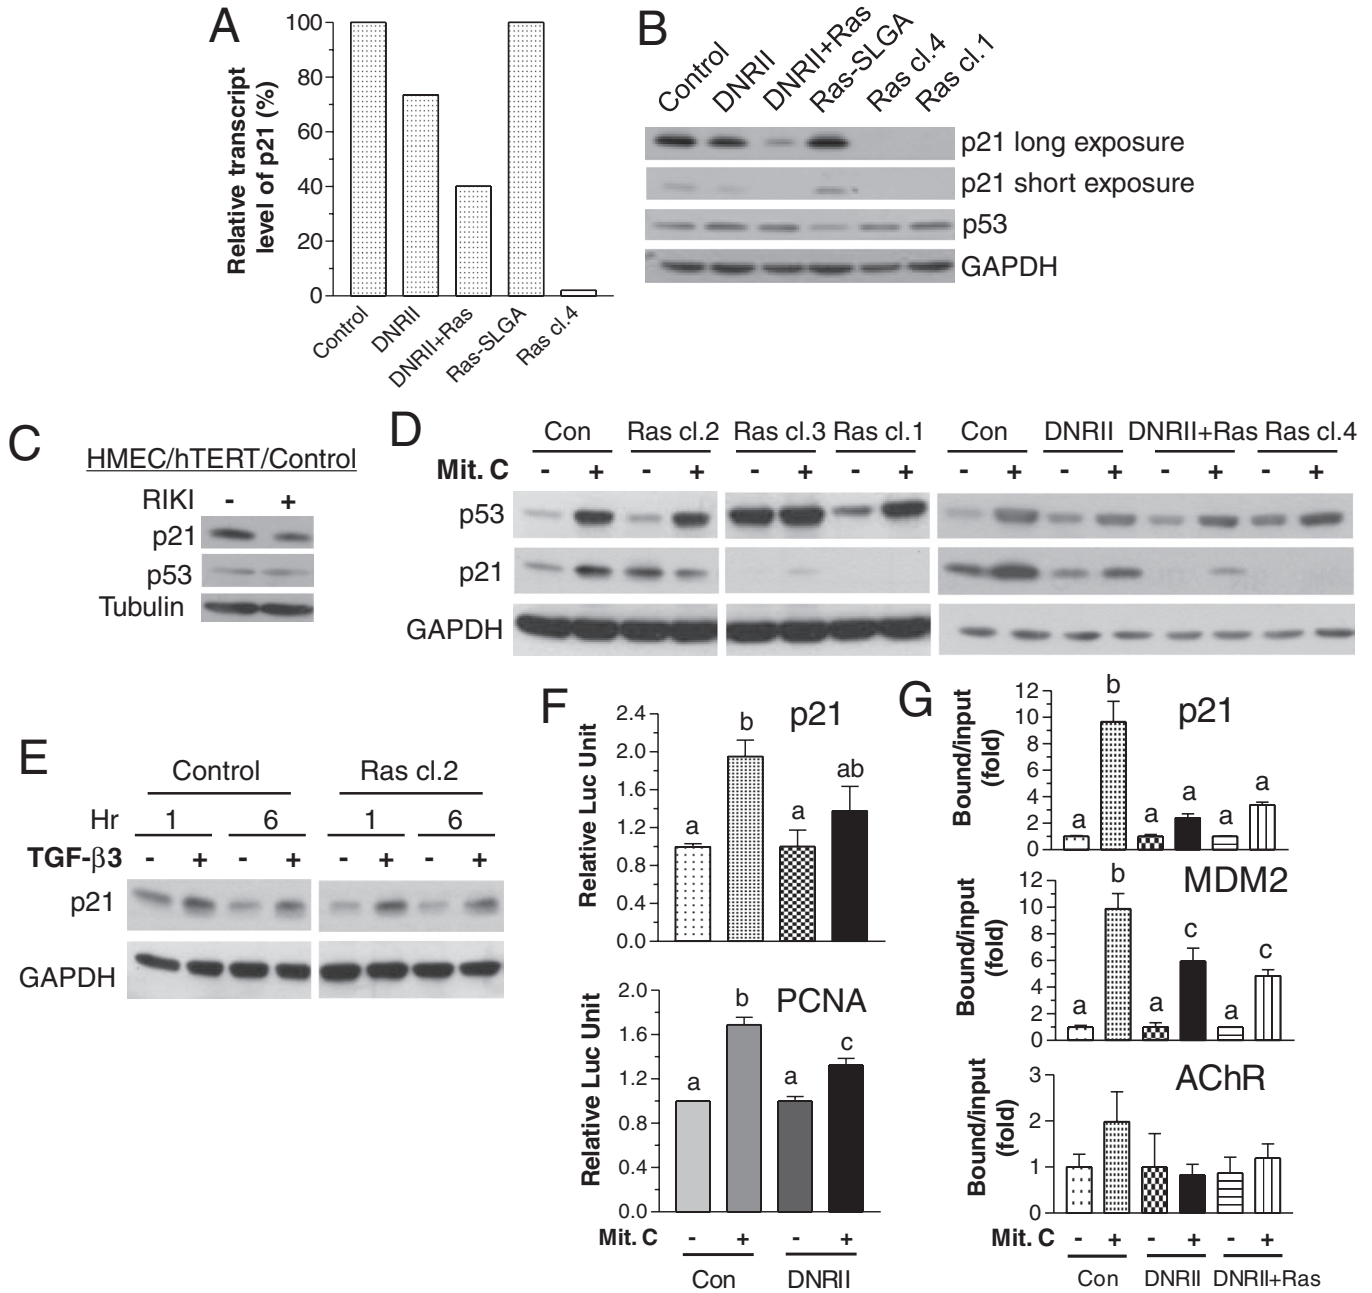 A
Relative transcript
level of p21 (%)
100
80
60
40
20
0
Control
DNRII
DNRII+Ras
Ras-SLGA
Ras cl.4
B
Control
DNRII
DNRII+Ras
Ras-SLGA
Ras cl.4
Ras cl.1
p21 long exposure
p21 short exposure
p53
GAPDH
C
HMEC/hTERT/Control
RIKI - +
p21
p53
Tubulin
D
Con Ras cl.2 Ras cl.3 Ras cl.1 Con DNRII DNRII+Ras Ras cl.4
Mit. C - + - + - + - + - + - + - + - +
p53
p21
GAPDH
E
Control Ras cl.2
Hr 1 6 1 6
TGF-β3 - + - + - + - +
p21
GAPDH
F
p21
Relative Luc Unit
2.4
2.0
1.6
1.2
0.8
0.4
0.0
a b a ab
PCNA
Relative Luc Unit
2.0
1.6
1.2
0.8
0.4
0.0
a b a c
Mit. C - + - +
Con DNRII
G
p21
Bound/input
(fold)
12
10
8
6
4
2
0
a b a a a a
MDM2
Bound/input
(fold)
12
10
8
6
4
2
0
a b a c a c
AChR
Bound/input
(fold)
3
2
1
0
Mit. C - + - + - +
Con DNRII DNRII+Ras